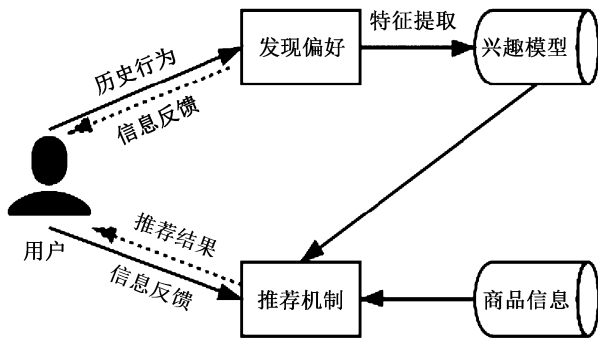 历史行为
信息反馈
发现偏好
特征提取
兴趣模型
用户
推荐结果
信息反馈
推荐机制
商品信息